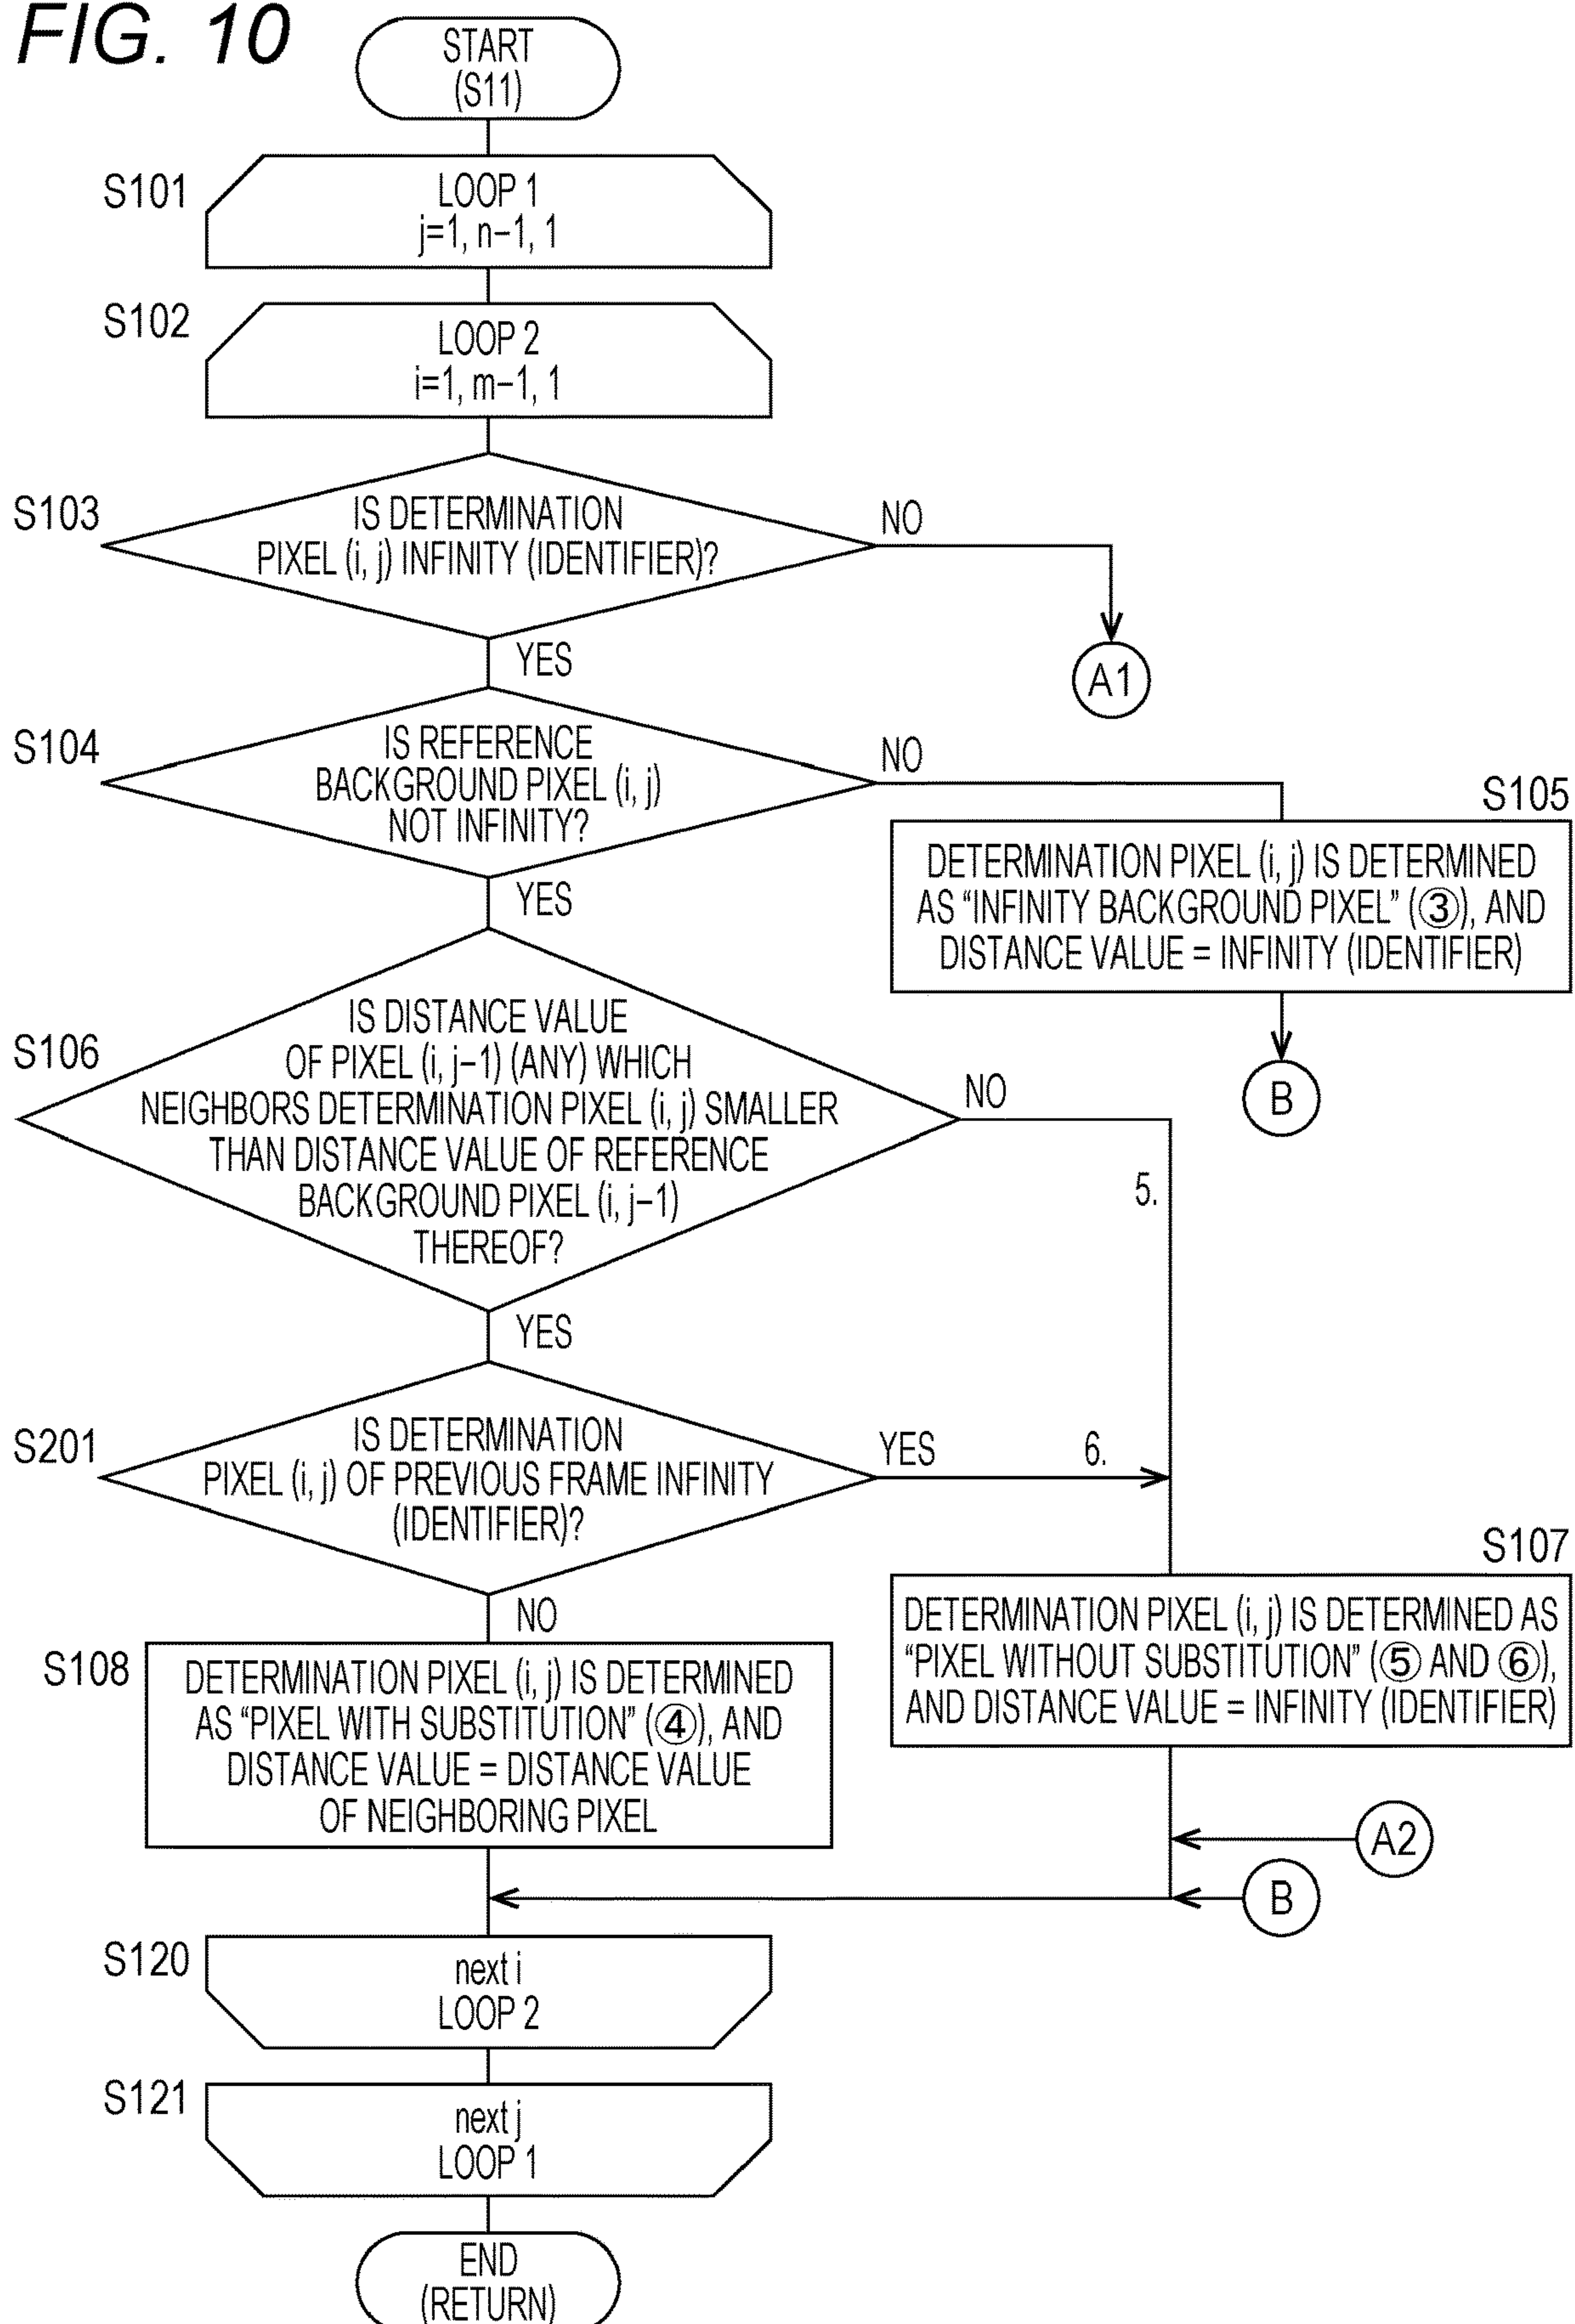 FIG. 10
START
(S11)
S101
LOOP 1
j=1, n−1, 1
S102
LOOP 2
i=1, m−1, 1
S103
IS DETERMINATION
PIXEL (i, j) INFINITY (IDENTIFIER)?
NO
A1
YES
S104
IS REFERENCE
BACKGROUND PIXEL (i, j)
NOT INFINITY?
NO
S105
DETERMINATION PIXEL (i, j) IS DETERMINED
AS “INFINITY BACKGROUND PIXEL” (③), AND
DISTANCE VALUE = INFINITY (IDENTIFIER)
B
YES
S106
IS DISTANCE VALUE
OF PIXEL (i, j−1) (ANY) WHICH
NEIGHBORS DETERMINATION PIXEL (i, j) SMALLER
THAN DISTANCE VALUE OF REFERENCE
BACKGROUND PIXEL (i, j−1)
THEREOF?
NO
5.
YES
S201
IS DETERMINATION
PIXEL (i, j) OF PREVIOUS FRAME INFINITY
(IDENTIFIER)?
YES
6.
NO
S107
DETERMINATION PIXEL (i, j) IS DETERMINED AS
“PIXEL WITHOUT SUBSTITUTION” (⑤ AND ⑥),
AND DISTANCE VALUE = INFINITY (IDENTIFIER)
S108
DETERMINATION PIXEL (i, j) IS DETERMINED
AS “PIXEL WITH SUBSTITUTION” (④), AND
DISTANCE VALUE = DISTANCE VALUE
OF NEIGHBORING PIXEL
A2
B
S120
next i
LOOP 2
S121
next j
LOOP 1
END
(RETURN)